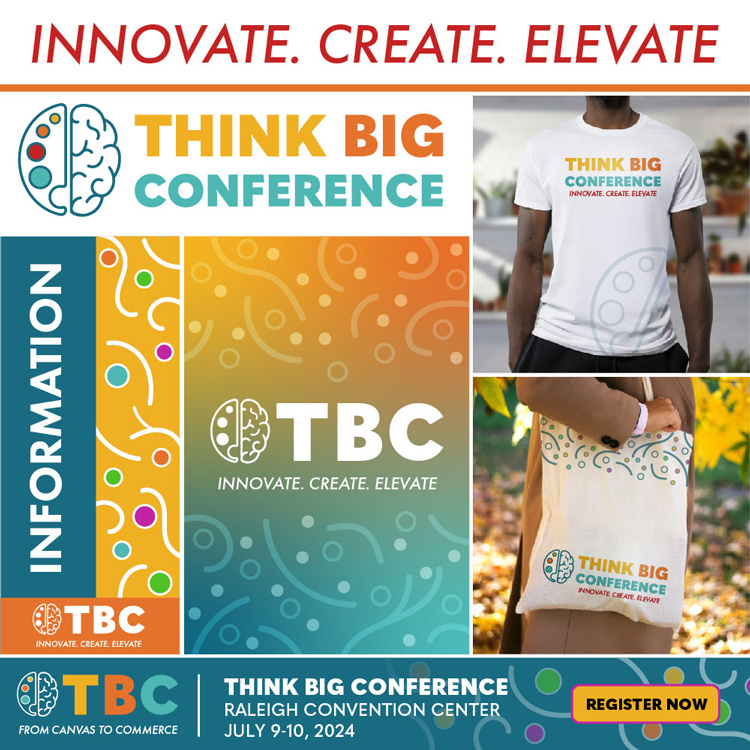 INNOVATE. CREATE. ELEVATE
THINK BIG
CONFERENCE
THINK BIG
CONFERENCE
INNOVATE. CREATE. ELEVATE
INFORMATION
TBC
INNOVATE. CREATE. ELEVATE
TBC
INNOVATE. CREATE. ELEVATE
THINK BIG
CONFERENCE
INNOVATE. CREATE. ELEVATE
TBC
FROM CANVAS TO COMMERCE
THINK BIG CONFERENCE
RALEIGH CONVENTION CENTER
JULY 9-10, 2024
REGISTER NOW